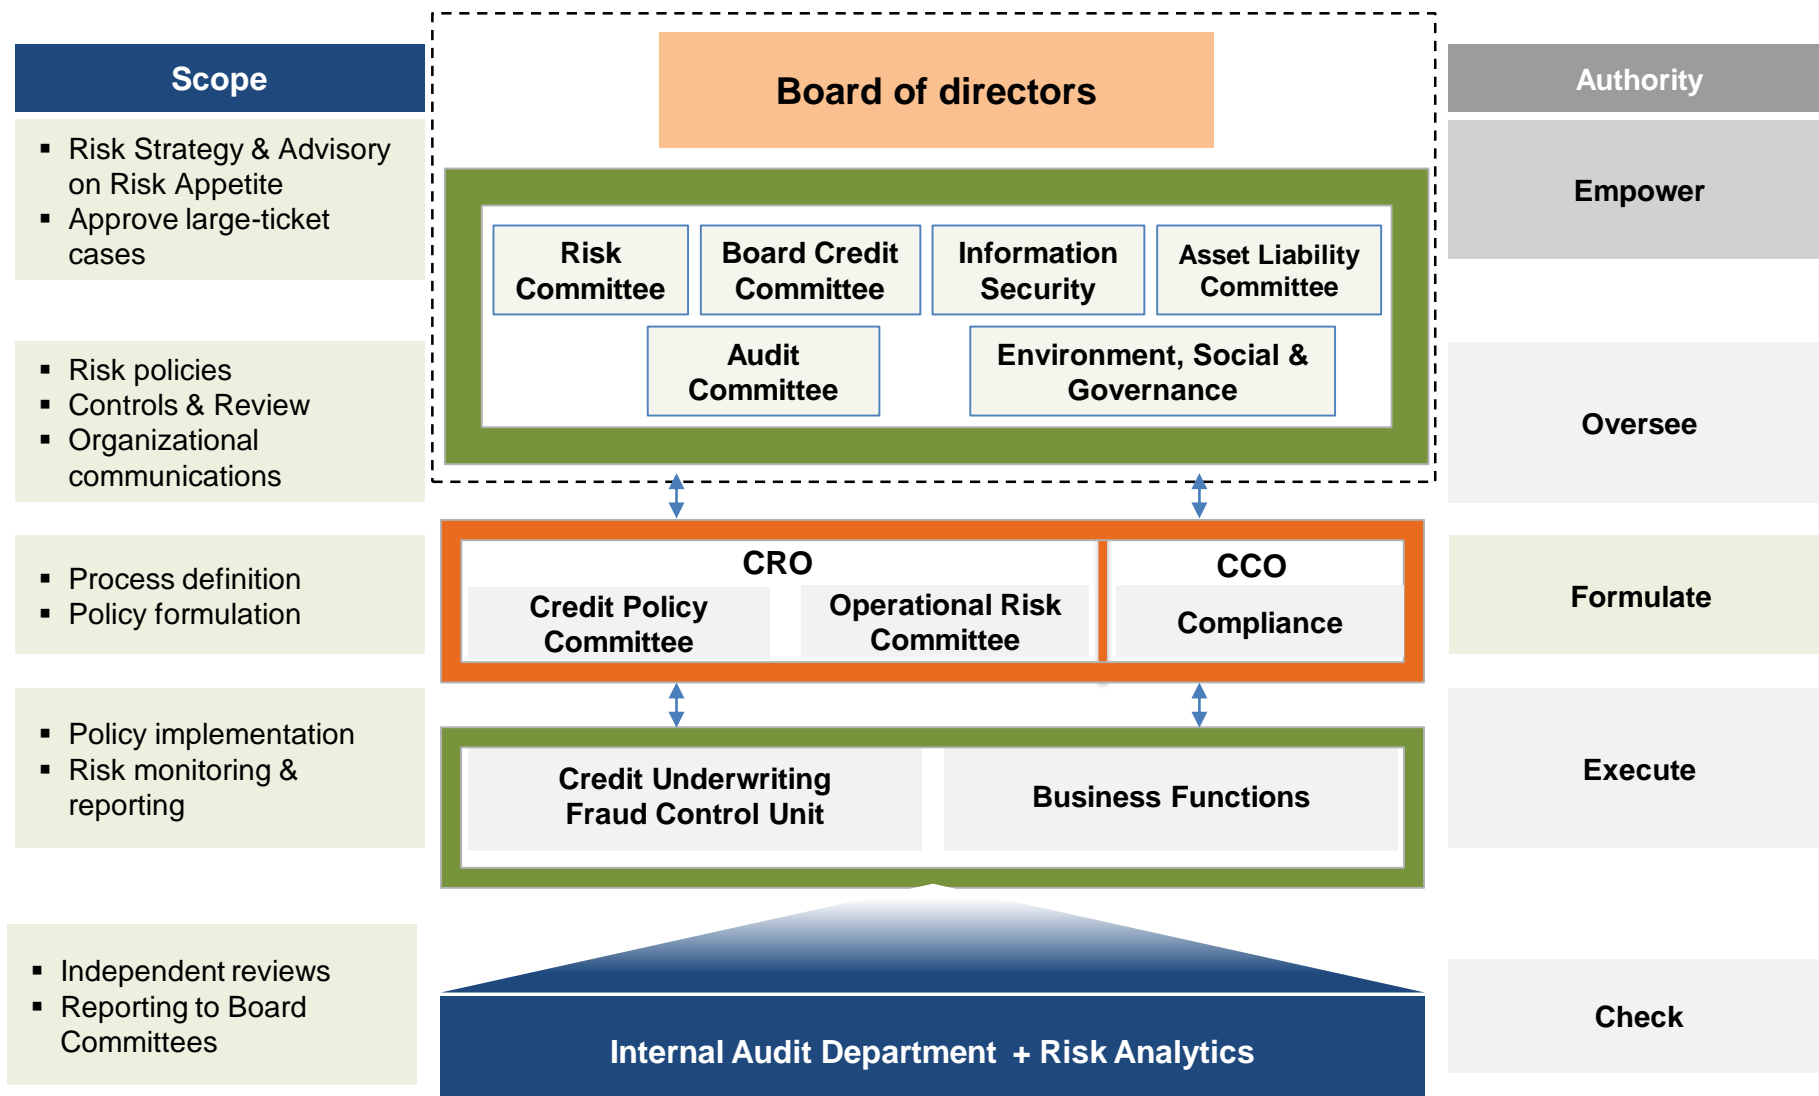 Scope
Board of directors
Authority
▪ Risk Strategy & Advisory
on Risk Appetite
▪ Approve large-ticket
cases
Empower
Risk
Committee
Board Credit
Committee
Information
Security
Asset Liability
Committee
Audit
Committee
Environment, Social &
Governance
▪ Risk policies
▪ Controls & Review
▪ Organizational
communications
Oversee
▪ Process definition
▪ Policy formulation
CRO
Credit Policy
Committee
Operational Risk
Committee
CCO
Compliance
Formulate
▪ Policy implementation
▪ Risk monitoring &
reporting
Credit Underwriting
Fraud Control Unit
Business Functions
Execute
▪ Independent reviews
▪ Reporting to Board
Committees
Internal Audit Department + Risk Analytics
Check